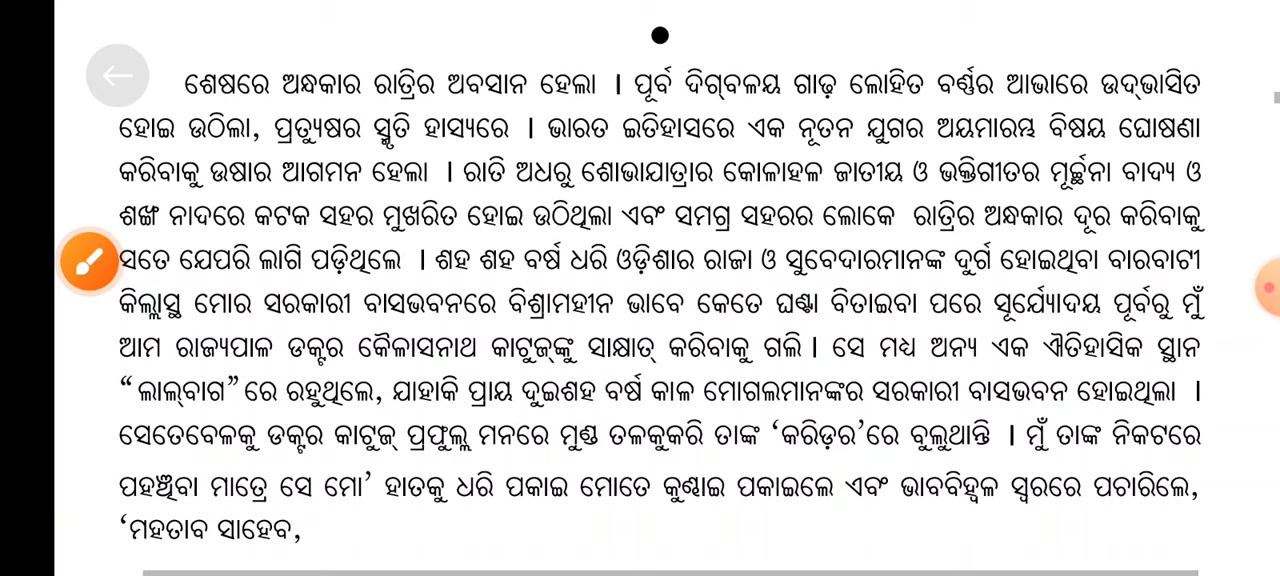 ଶେଷରେ ଅନ୍ଧକାର ରାତ୍ରିର ଅବସାନ ହେଲା । ପୂର୍ବ ଦିଗ୍‌ବଳୟ ଗାଢ଼ ଲୋହିତ ବର୍ଣ୍ଣର ଆଭାରେ ଉଦ୍‌ଭାସିତ
ହୋଇ ଉଠିଲା, ପ୍ରତ୍ୟୁଷର ସ୍ମୃତି ହାସ୍ୟରେ । ଭାରତ ଇତିହାସରେ ଏକ ନୂତନ ଯୁଗର ଅୟମାରମ୍ଭ ବିଷୟ ଘୋଷଣା
କରିବାକୁ ଉଷାର ଆଗମନ ହେଲା । ରାତି ଅଧରୁ ଶୋଭାଯାତ୍ରାର କୋଳାହଳ ଜାତୀୟ ଓ ଭକ୍ତିଗୀତର ମୂର୍ଚ୍ଛନା ବାଦ୍ୟ ଓ
ଶଙ୍ଖ ନାଦରେ କଟକ ସହର ମୁଖରିତ ହୋଇ ଉଠିଥିଲା ଏବଂ ସମଗ୍ର ସହରର ଲୋକେ ରାତ୍ରିର ଅନ୍ଧକାର ଦୂର କରିବାକୁ
ସତେ ଯେପରି ଲାଗି ପଡ଼ିଥିଲେ । ଶହ ଶହ ବର୍ଷ ଧରି ଓଡ଼ିଶାର ରାଜା ଓ ସୁବେଦାରମାନଙ୍କ ଦୁର୍ଗ ହୋଇଥିବା ବାରବାଟୀ
କିଲ୍ଲାସ୍ଥ ମୋର ସରକାରୀ ବାସଭବନରେ ବିଶ୍ରାମହୀନ ଭାବେ କେତେ ଘଣ୍ଟା ବିତାଇବା ପରେ ସୂର୍ଯ୍ୟୋଦୟ ପୂର୍ବରୁ ମୁଁ
ଆମ ରାଜ୍ୟପାଳ ଡକ୍ଟର କୈଳାସନାଥ କାଟୁଜ୍‌ଙ୍କୁ ସାକ୍ଷାତ୍ କରିବାକୁ ଗଲି । ସେ ମଧ୍ୟ ଅନ୍ୟ ଏକ ଐତିହାସିକ ସ୍ଥାନ
“ଲାଲ୍‌ବାଗ”ରେ ରହୁଥିଲେ, ଯାହାକି ପ୍ରାୟ ଦୁଇଶହ ବର୍ଷ କାଳ ମୋଗଲମାନଙ୍କର ସରକାରୀ ବାସଭବନ ହୋଇଥିଲା ।
ସେତେବେଳକୁ ଡକ୍ଟର କାଟୁଜ୍ ପ୍ରଫୁଲ୍ଲ ମନରେ ମୁଣ୍ଡ ତଳକୁକରି ତାଙ୍କ ‘କରିଡ଼ର’ରେ ବୁଲୁଥାନ୍ତି । ମୁଁ ତାଙ୍କ ନିକଟରେ
ପହଞ୍ଚିବା ମାତ୍ରେ ସେ ମୋ’ ହାତକୁ ଧରି ପକାଇ ମୋତେ କୁଣ୍ଢାଇ ପକାଇଲେ ଏବଂ ଭାବବିହ୍ୱଳ ସ୍ୱରରେ ପଚାରିଲେ,
‘ମହତାବ ସାହେବ,